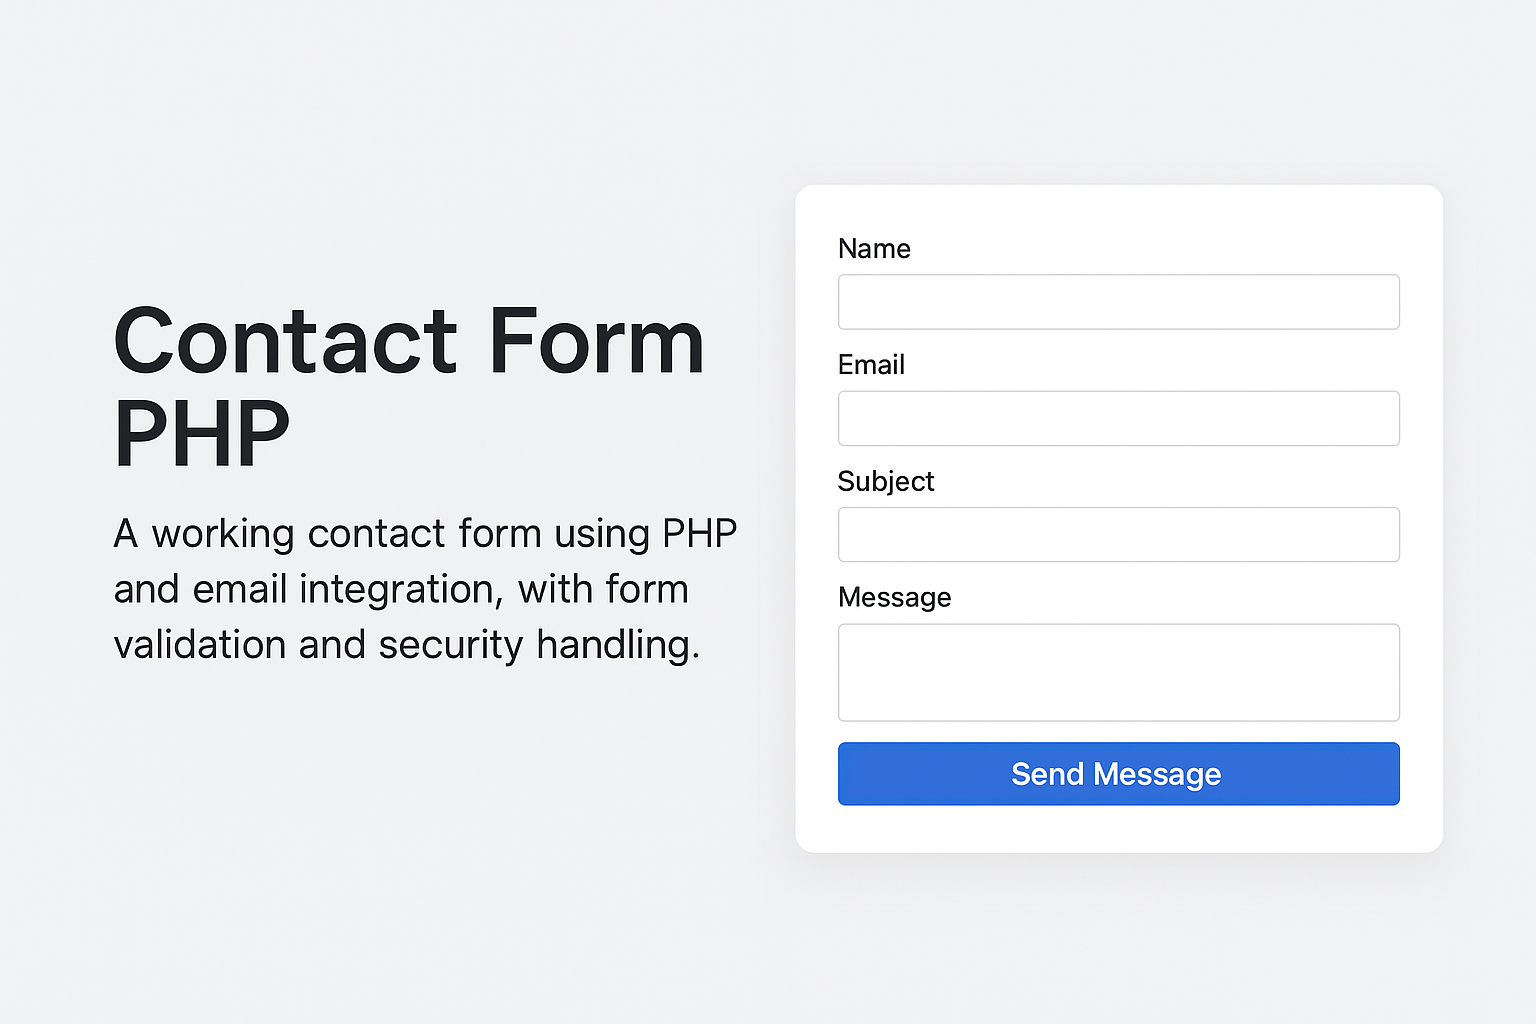 Contact Form
PHP
A working contact form using PHP
and email integration, with form
validation and security handling.
Name
Email
Subject
Message
Send Message